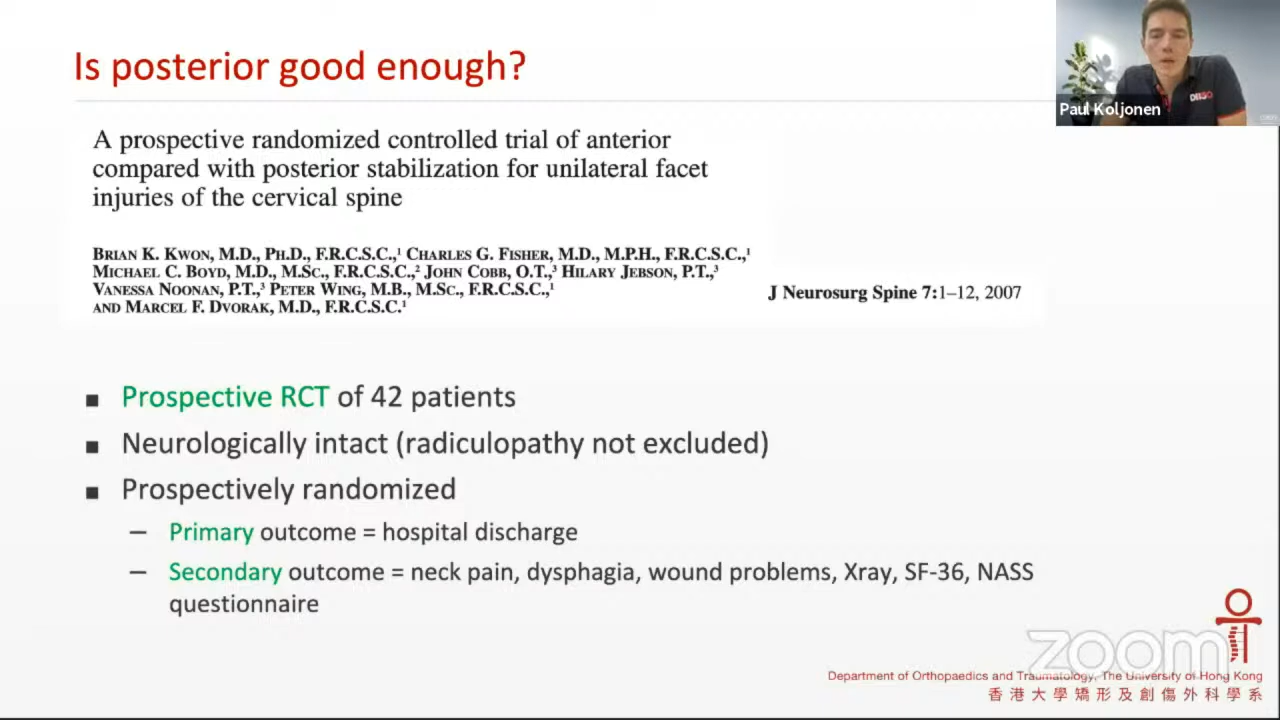 Is posterior good enough?
Paul Koljonen
A prospective randomized controlled trial of anterior
compared with posterior stabilization for unilateral facet
injuries of the cervical spine
BRIAN K. KWON, M.D., PH.D., F.R.C.S.C.,¹ CHARLES G. FISHER, M.D., M.P.H., F.R.C.S.C.,¹
MICHAEL C. BOYD, M.D., M.SC., F.R.C.S.C.,² JOHN COBB, O.T.,³ HILARY JEBSON, P.T.,³
VANESSA NOONAN, P.T.,³ PETER WING, M.B., M.SC., F.R.C.S.C.,¹
AND MARCEL F. DVORAK, M.D., F.R.C.S.C.¹
J Neurosurg Spine 7:1–12, 2007
■ Prospective RCT of 42 patients
■ Neurologically intact (radiculopathy not excluded)
■ Prospectively randomized
– Primary outcome = hospital discharge
– Secondary outcome = neck pain, dysphagia, wound problems, Xray, SF-36, NASS
questionnaire
zoom
Department of Orthopaedics and Traumatology, The University of Hong Kong
香港大學矯形及創傷外科學系